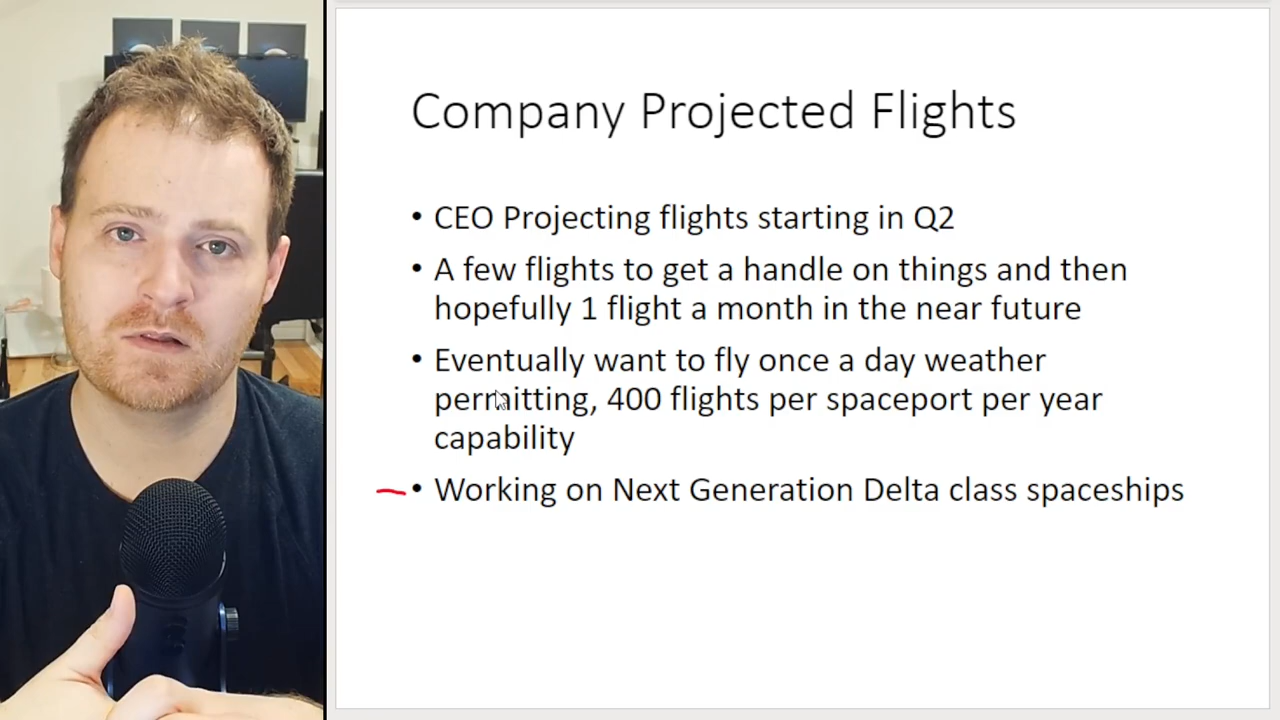 Company Projected Flights
• CEO Projecting flights starting in Q2
• A few flights to get a handle on things and then
hopefully 1 flight a month in the near future
• Eventually want to fly once a day weather
permitting, 400 flights per spaceport per year
capability
• Working on Next Generation Delta class spaceships